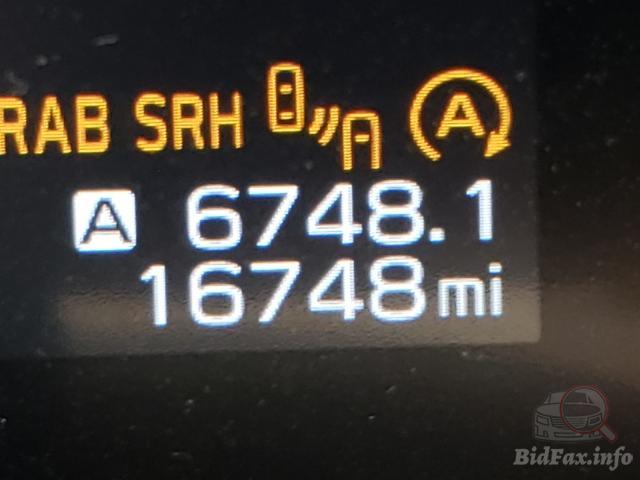 RAB SRH A
A 6748.1
16748 mi
BidFax.info